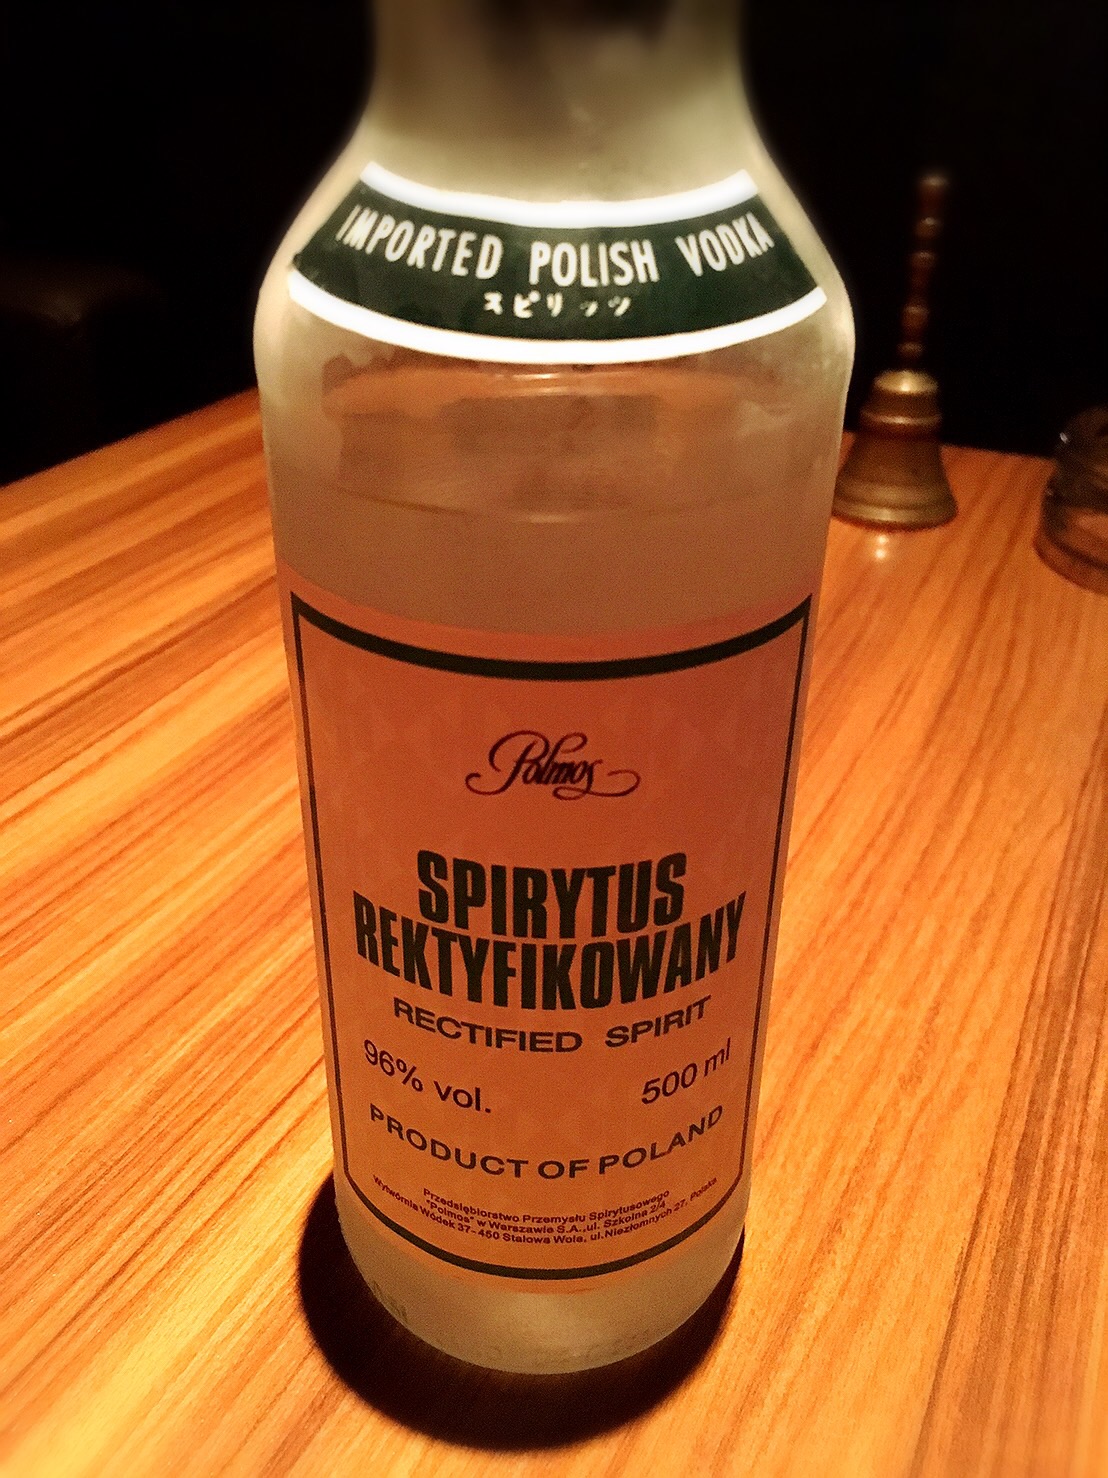 IMPORTED POLISH VODKA
スピリッツ
Polmos
SPIRYTUS
REKTYFIKOWANY
RECTIFIED SPIRIT
96% vol. 500 ml
PRODUCT OF POLAND
Przedsiębiorstwo Przemysłu Spirytusowego
"Polmos" w Warszawie S.A.,ul. Szkolna 2/4
Wytwórnia Wódek 37-450 Stalowa Wola, ul.Niezłomnych 27, Polska